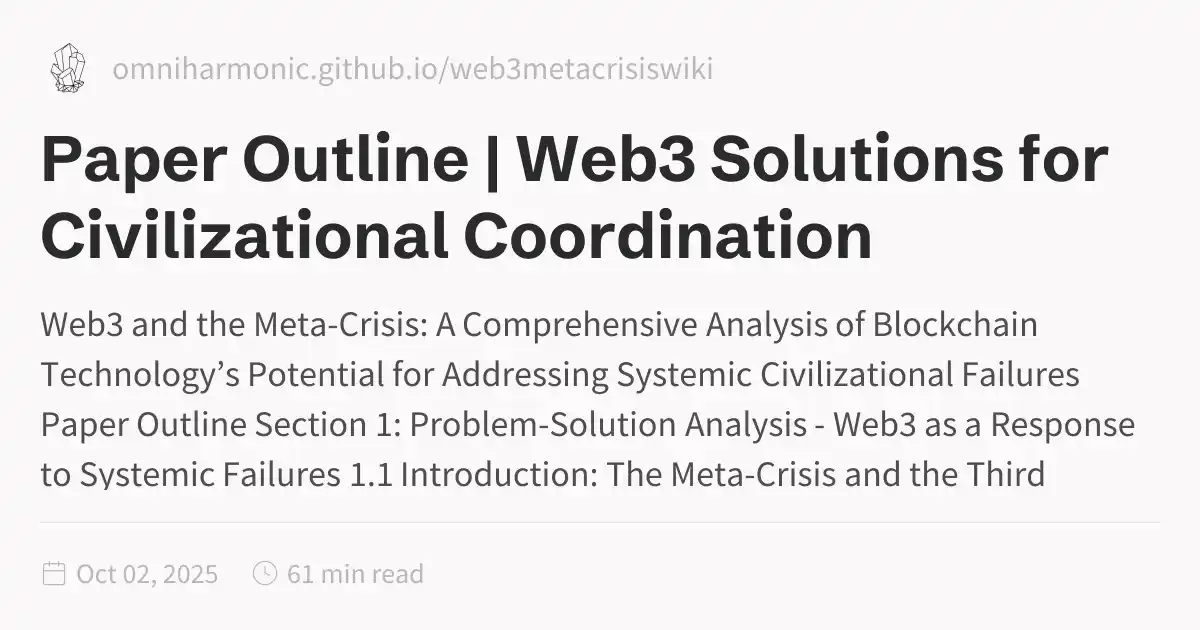 omniharmonic.github.io/web3metacrisiswiki
Paper Outline | Web3 Solutions for
Civilizational Coordination
Web3 and the Meta-Crisis: A Comprehensive Analysis of Blockchain
Technology’s Potential for Addressing Systemic Civilizational Failures
Paper Outline Section 1: Problem-Solution Analysis - Web3 as a Response
to Systemic Failures 1.1 Introduction: The Meta-Crisis and the Third
Oct 02, 2025
61 min read